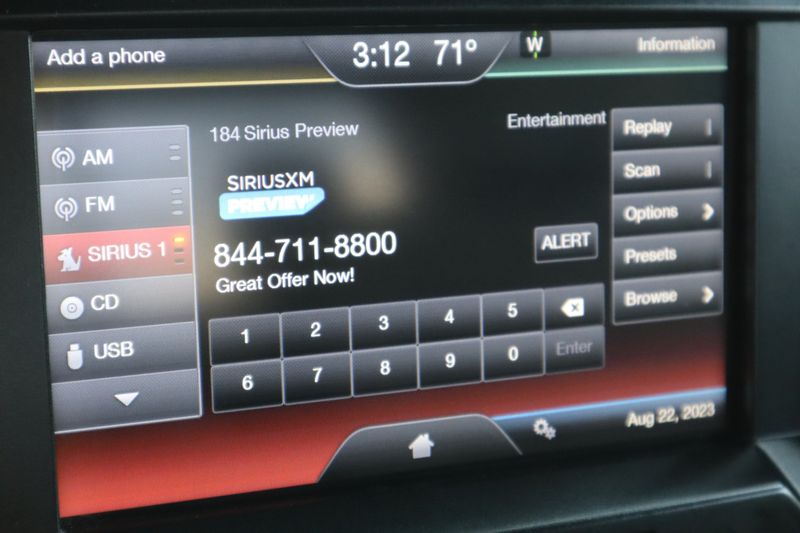 Add a phone
3:12 71°
W
Information
AM
FM
SIRIUS 1
CD
USB
184 Sirius Preview
Entertainment
SIRIUSXM
PREVIEW
844-711-8800
Great Offer Now!
ALERT
1 2 3 4 5
6 7 8 9 0 Enter
Replay
Scan
Options
Presets
Browse
Aug 22, 2023